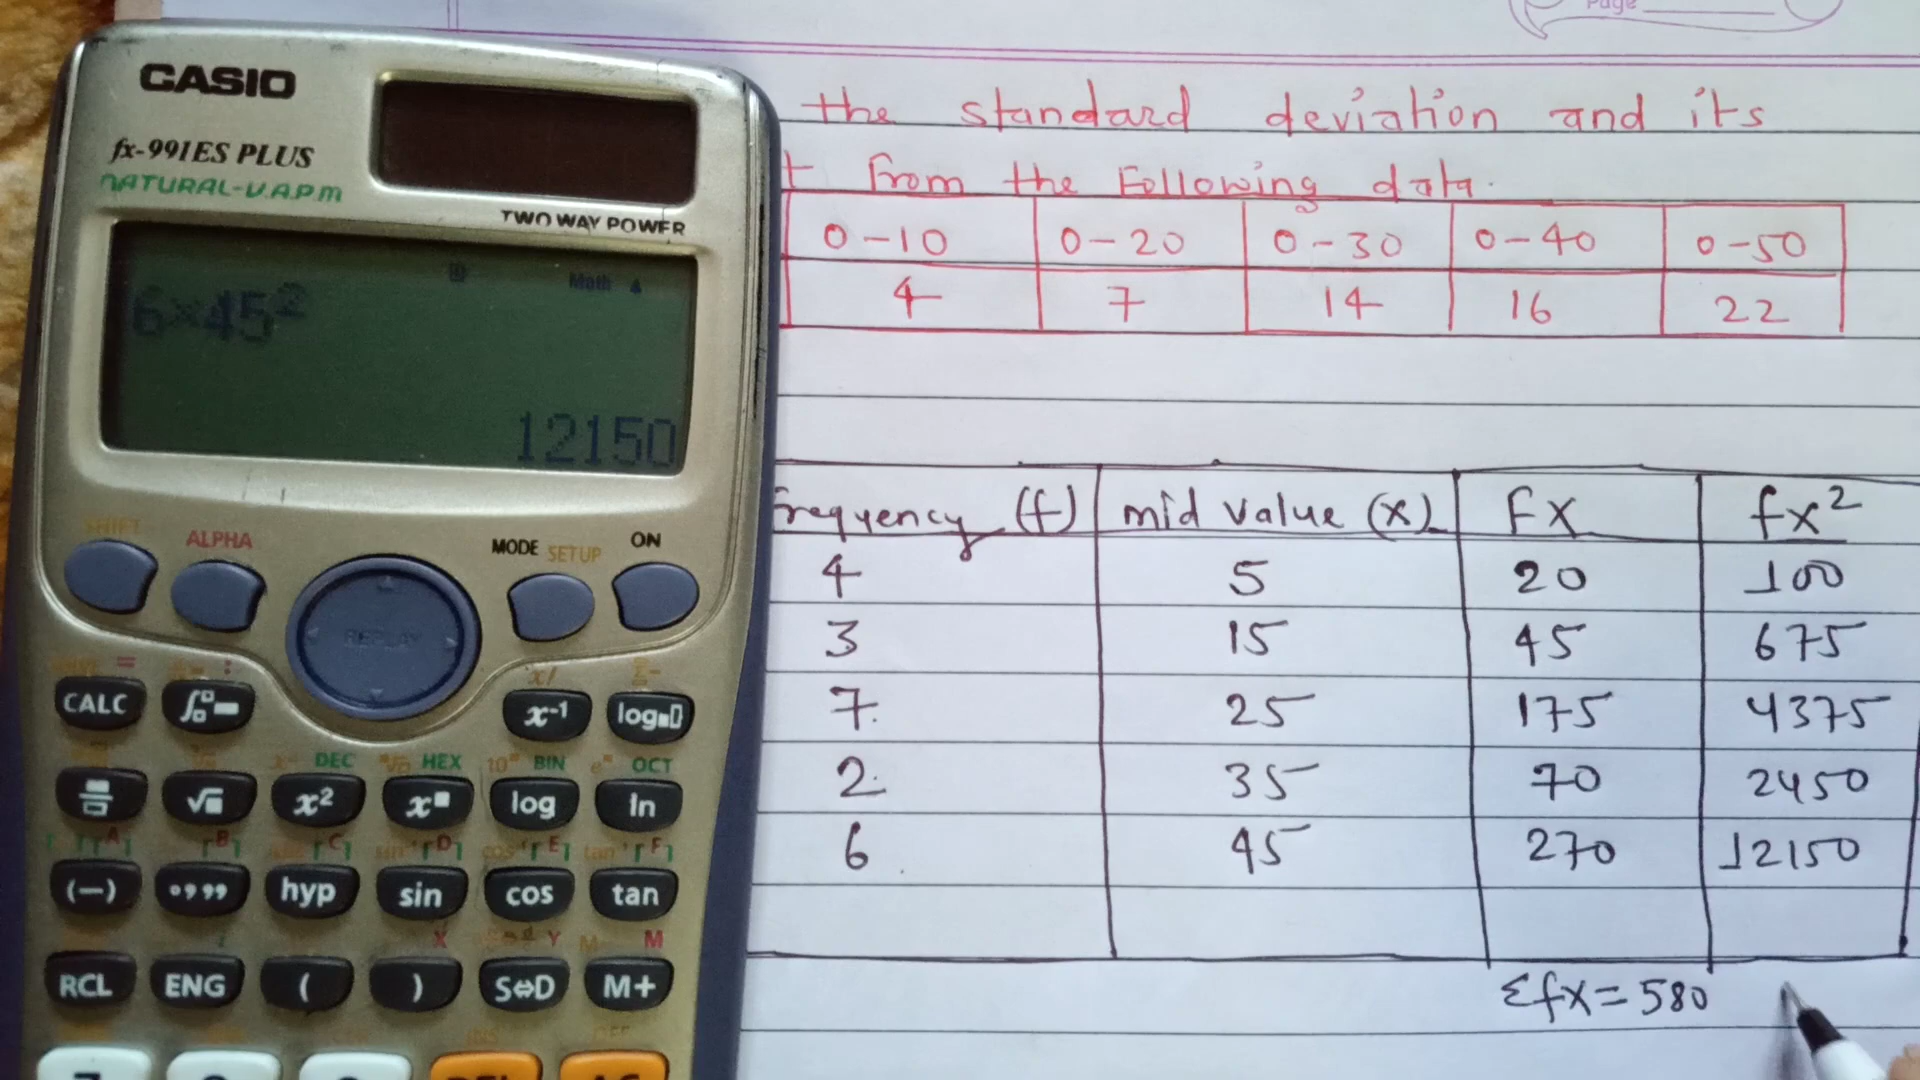 Page
CASIO
fx-991ES PLUS
NATURAL-V.A.P.M
TWO WAY POWER
Math
6×45²
12150
SHIFT ALPHA MODE SETUP ON
REPLAY
CALC x⁻¹
DEC HEX BIN OCT
x² log ln
A B C D E F
(−) hyp sin cos tan
X Y M M
RCL ENG ( ) S⇔D M+
the standard deviation and its
t From the Following data.
0-10 0-20 0-30 0-40 0-50
4 7 14 16 22
frequency (f) mid value (x) FX fx²
4 5 20 100
3 15 45 675
7. 25 175 4375
2. 35 70 2450
6 45 270 12150
Σfx=580